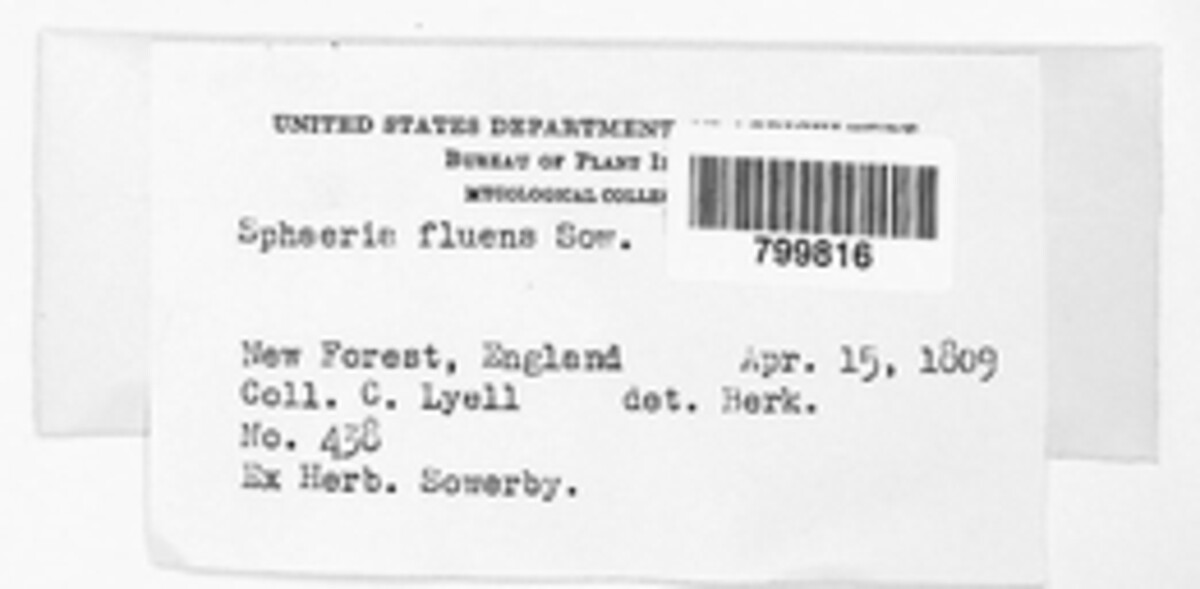 UNITED STATES DEPARTMENT
BUREAU OF PLANT
MYCOLOGICAL
799816
Sphaeria fluens Sow.
New Forest, England Apr. 15, 1809
Coll. C. Lyell det. Berk.
No. 438
Ex Herb. Sowerby.